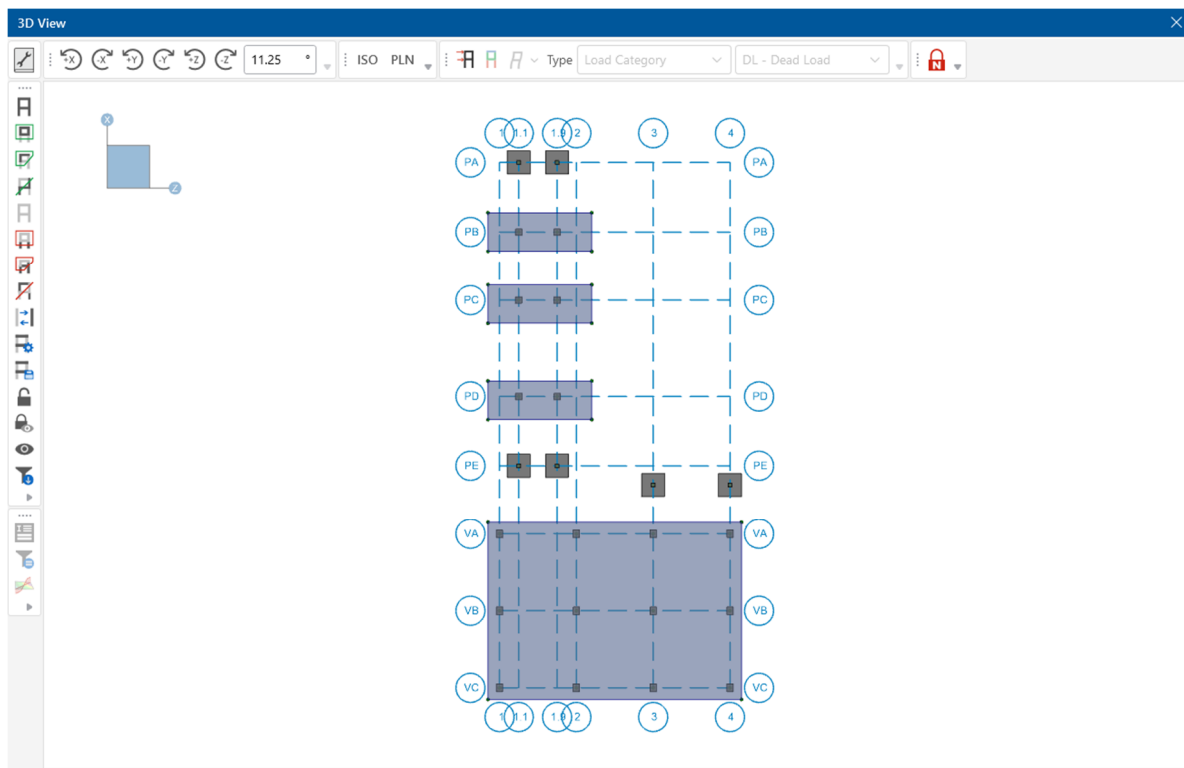 3D View
+X -X +Y -Y +Z -Z 11.25 ° ISO PLN Type Load Category DL - Dead Load N
X
Z
1 1.1 1.9 2 3 4
PA PA
PB PB
PC PC
PD PD
PE PE
VA VA
VB VB
VC VC
1 1.1 1.9 2 3 4